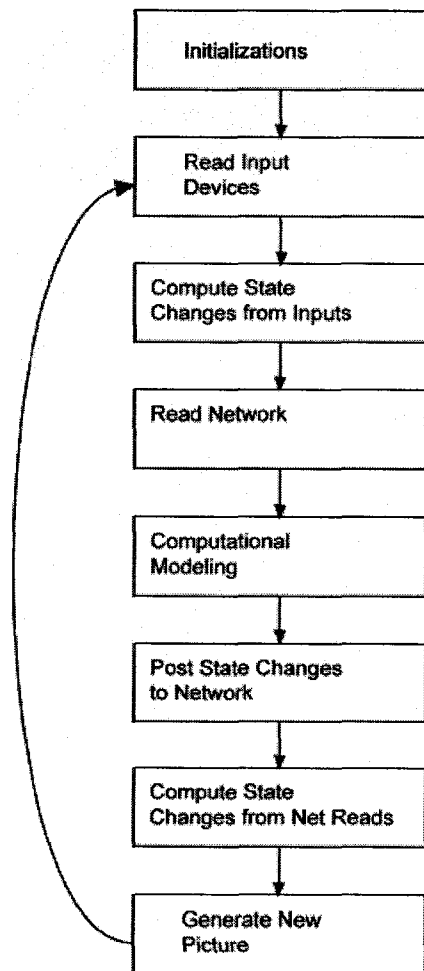 Initializations
Read Input
Devices
Compute State
Changes from Inputs
Read Network
Computational
Modeling
Post State Changes
to Network
Compute State
Changes from Net Reads
Generate New
Picture